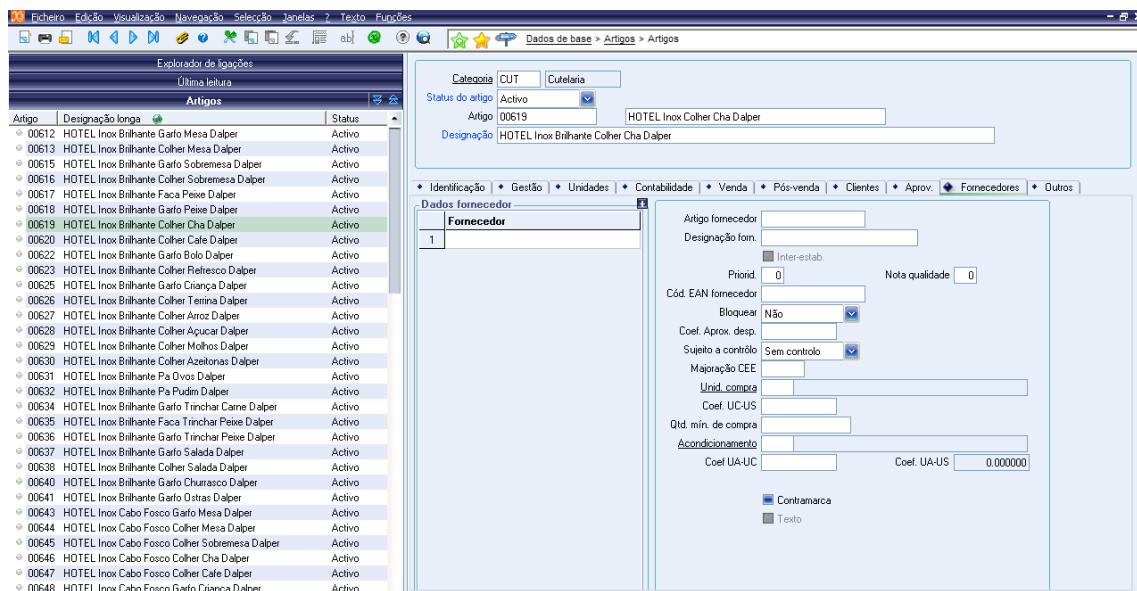 Ficheiro Edição Visualização Navegação Selecção Janelas ? Texto Funções
Dados de base > Artigos > Artigos
Explorador de ligações
Última leitura
Artigos
Artigo Designação longa Status
00612 HOTEL Inox Brilhante Garfo Mesa Dalper Activo
00613 HOTEL Inox Brilhante Colher Mesa Dalper Activo
00615 HOTEL Inox Brilhante Garfo Sobremesa Dalper Activo
00616 HOTEL Inox Brilhante Colher Sobremesa Dalper Activo
00617 HOTEL Inox Brilhante Faca Peixe Dalper Activo
00618 HOTEL Inox Brilhante Garfo Peixe Dalper Activo
00619 HOTEL Inox Brilhante Colher Cha Dalper Activo
00620 HOTEL Inox Brilhante Colher Cafe Dalper Activo
00622 HOTEL Inox Brilhante Garfo Bolo Dalper Activo
00623 HOTEL Inox Brilhante Colher Refresco Dalper Activo
00625 HOTEL Inox Brilhante Garfo Criança Dalper Activo
00626 HOTEL Inox Brilhante Colher Terrina Dalper Activo
00627 HOTEL Inox Brilhante Colher Arroz Dalper Activo
00628 HOTEL Inox Brilhante Colher Açucar Dalper Activo
00629 HOTEL Inox Brilhante Colher Molhos Dalper Activo
00630 HOTEL Inox Brilhante Colher Azeitonas Dalper Activo
00631 HOTEL Inox Brilhante Pa Ovos Dalper Activo
00632 HOTEL Inox Brilhante Pa Pudim Dalper Activo
00634 HOTEL Inox Brilhante Garfo Trinchar Carne Dalper Activo
00635 HOTEL Inox Brilhante Faca Trinchar Peixe Dalper Activo
00636 HOTEL Inox Brilhante Garfo Trinchar Peixe Dalper Activo
00637 HOTEL Inox Brilhante Garfo Salada Dalper Activo
00638 HOTEL Inox Brilhante Colher Salada Dalper Activo
00640 HOTEL Inox Brilhante Garfo Churrasco Dalper Activo
00641 HOTEL Inox Brilhante Garfo Ostras Dalper Activo
00643 HOTEL Inox Cabo Fosco Garfo Mesa Dalper Activo
00644 HOTEL Inox Cabo Fosco Colher Mesa Dalper Activo
00645 HOTEL Inox Cabo Fosco Colher Sobremesa Dalper Activo
00646 HOTEL Inox Cabo Fosco Colher Cha Dalper Activo
00647 HOTEL Inox Cabo Fosco Colher Cafe Dalper Activo
00648 HOTEL Inox Cabo Fosco Garfo Criança Dalper Activo
Categoria CUT Cutelaria
Status do artigo Activo
Artigo 00619 HOTEL Inox Colher Cha Dalper
Designação HOTEL Inox Brilhante Colher Cha Dalper
Identificação Gestão Unidades Contabilidade Venda Pós-venda Clientes Aprov. Fornecedores Outros
Dados fornecedor
Fornecedor
1
Artigo fornecedor
Designação forn.
Inter-estab.
Priorid. 0 Nota qualidade 0
Cód. EAN fornecedor
Bloquear Não
Coef. Aprox. desp.
Sujeito a contrôlo Sem controlo
Majoração CEE
Unid. compra
Coef. UC-US
Qtd. mín. de compra
Acondicionamento
Coef UA-UC Coef. UA-US 0.000000
Contramarca
Texto